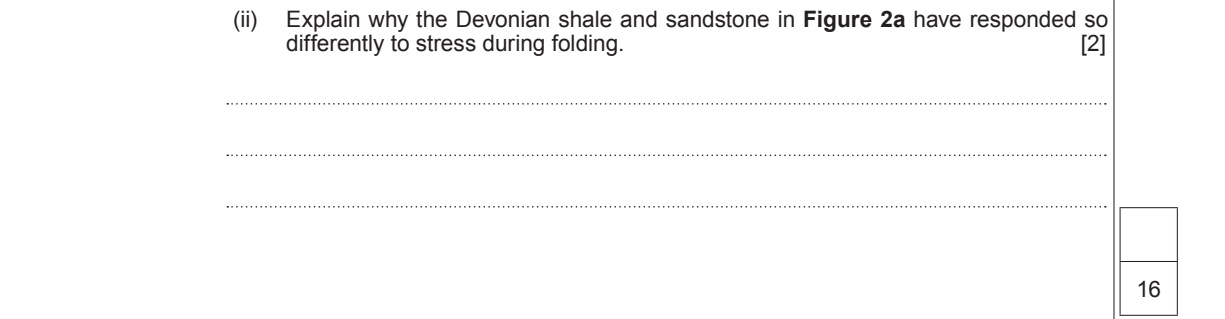 (ii) Explain why the Devonian shale and sandstone in Figure 2a have responded so
differently to stress during folding. [2]
16